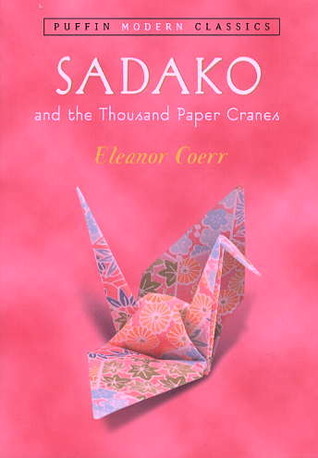 PUFFIN MODERN CLASSICS
SADAKO
and the Thousand Paper Cranes
Eleanor Coerr